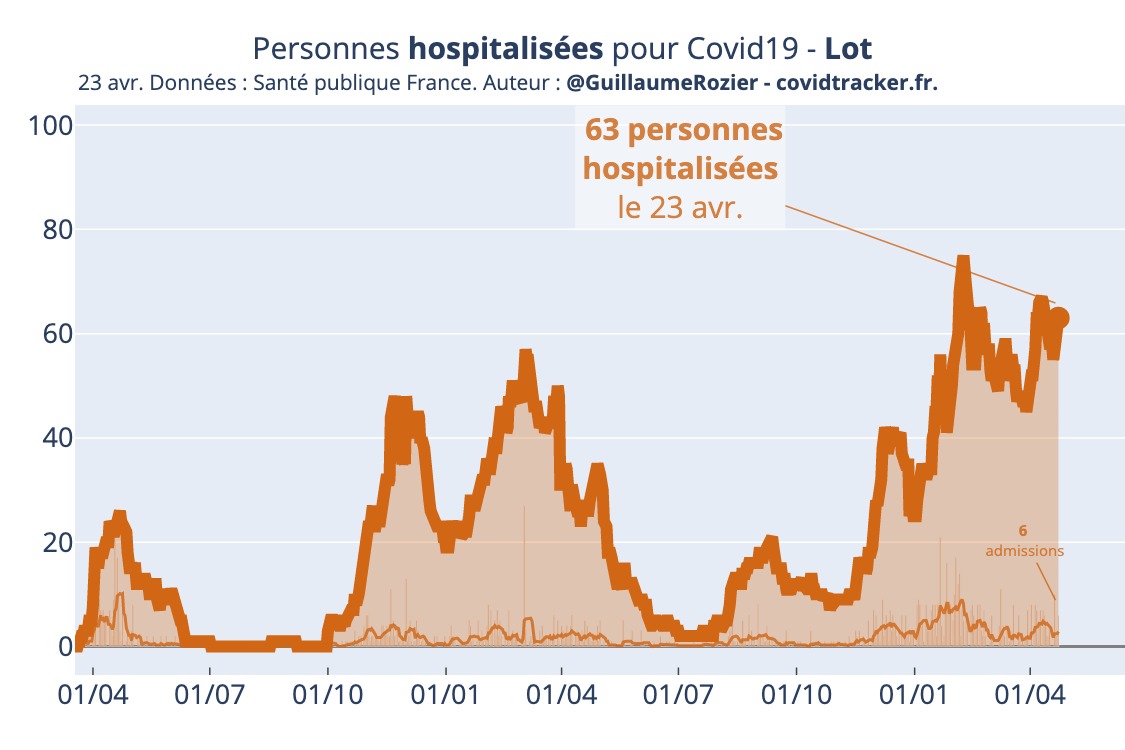 Personnes hospitalisées pour Covid19 - Lot
23 avr. Données : Santé publique France. Auteur : @GuillaumeRozier - covidtracker.fr.
100
63 personnes
hospitalisées
le 23 avr.
80
60
40
20
6
admissions
0
01/04 01/07 01/10 01/01 01/04 01/07 01/10 01/01 01/04